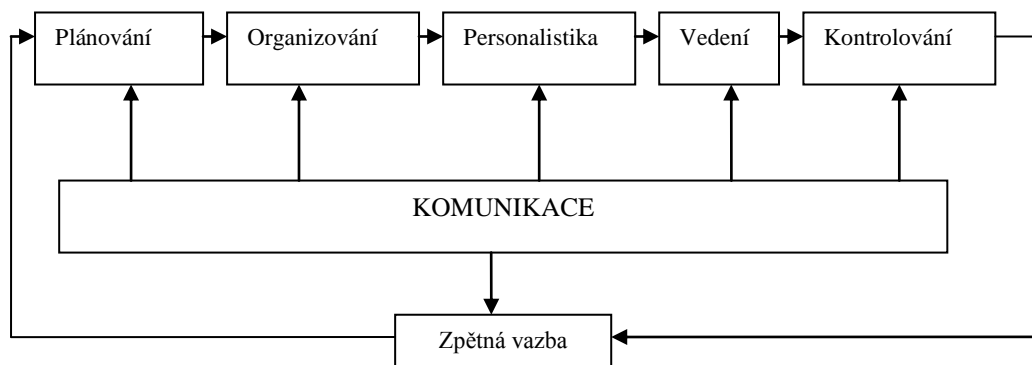 Plánování
Organizování
Personalistika
Vedení
Kontrolování
KOMUNIKACE
Zpětná vazba